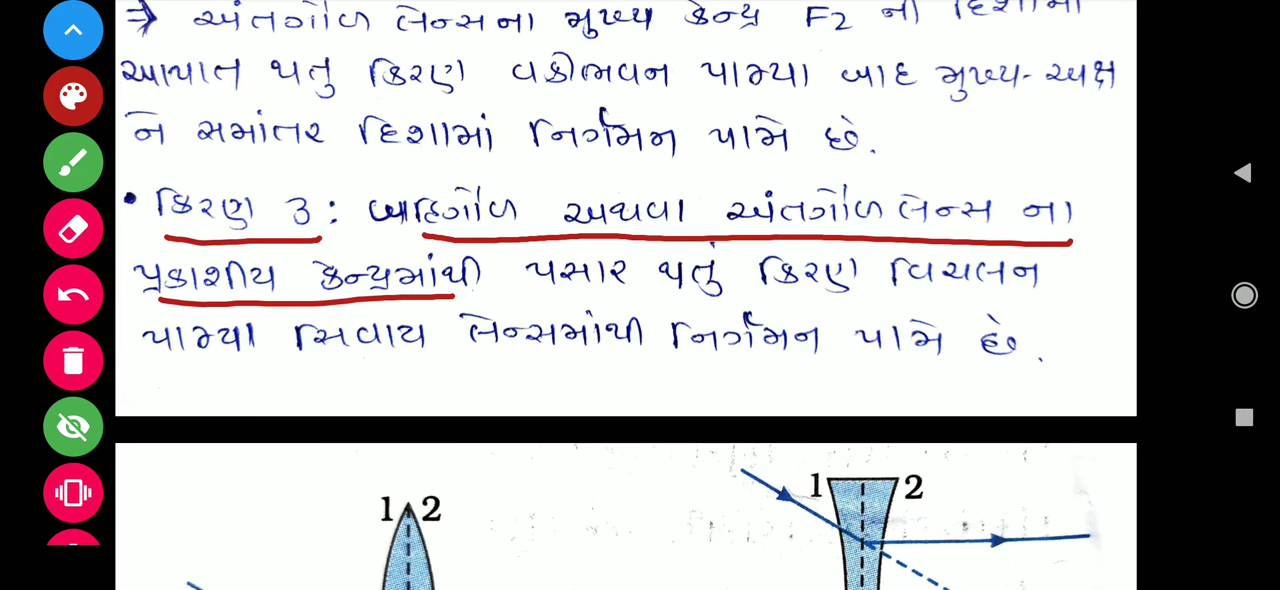 ⇒ અંતર્ગોળ લેન્સના મુખ્ય કેન્દ્ર F2 ની દિશામાં
આપાત થતુ કિરણ વક્રીભવન પામ્યા બાદ મુખ્ય-અક્ષ
ને સમાંતર દિશામાં નિર્ગમન પામે છે.
• કિરણ 3 : બહિર્ગોળ અથવા અંતર્ગોળ લેન્સ ના
પ્રકાશીય કેન્દ્રમાંથી પસાર થતું કિરણ વિચલન
પામ્યા સિવાય લેન્સમાંથી નિર્ગમન પામે છે.
1 2
1 2